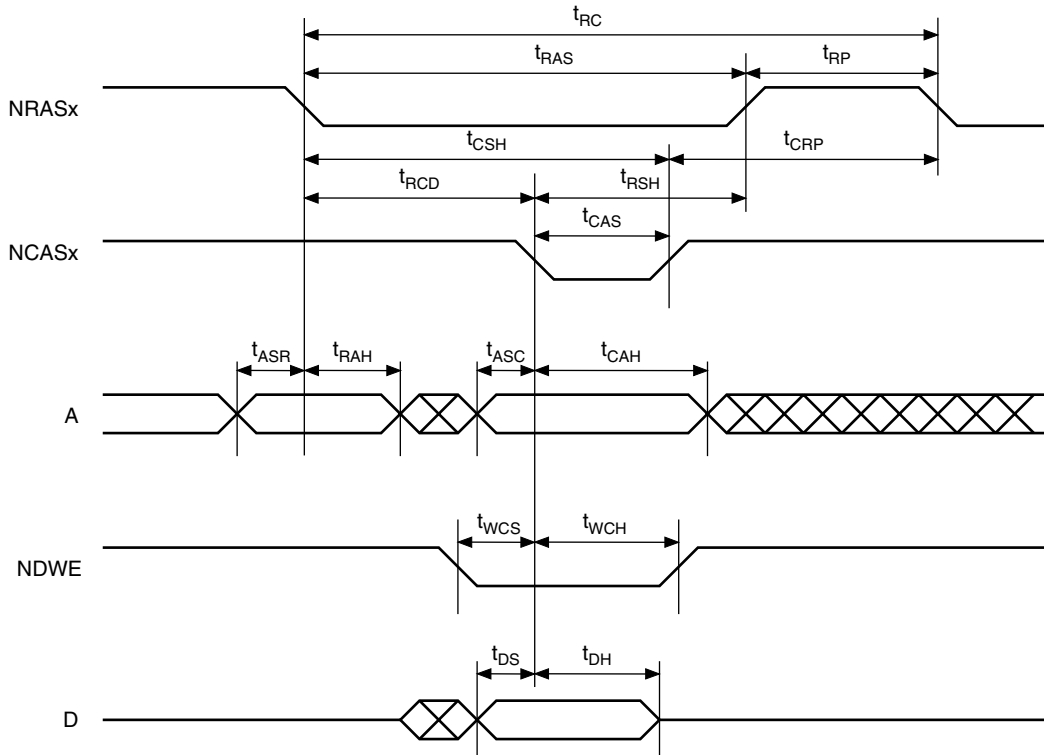 tRC
tRAS
tRP
NRASx
tCSH
tCRP
tRCD
tRSH
tCAS
NCASx
tASR
tRAH
tASC
tCAH
A
tWCS
tWCH
NDWE
tDS
tDH
D